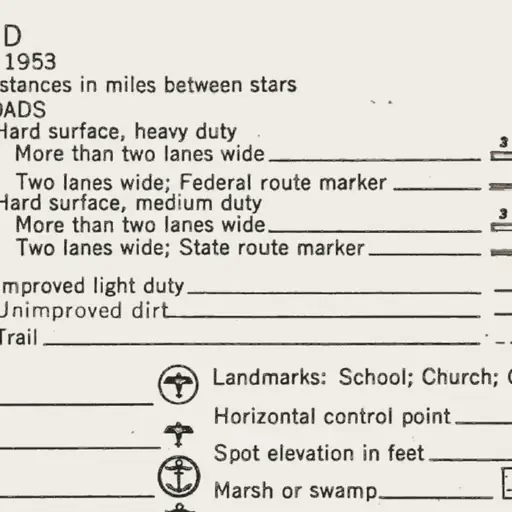 D
1953
stances in miles between stars
OADS
Hard surface, heavy duty
More than two lanes wide 3
Two lanes wide; Federal route marker
Hard surface, medium duty
More than two lanes wide 3
Two lanes wide; State route marker
mproved light duty
Unimproved dirt
Trail
Landmarks: School; Church;
Horizontal control point
Spot elevation in feet
Marsh or swamp